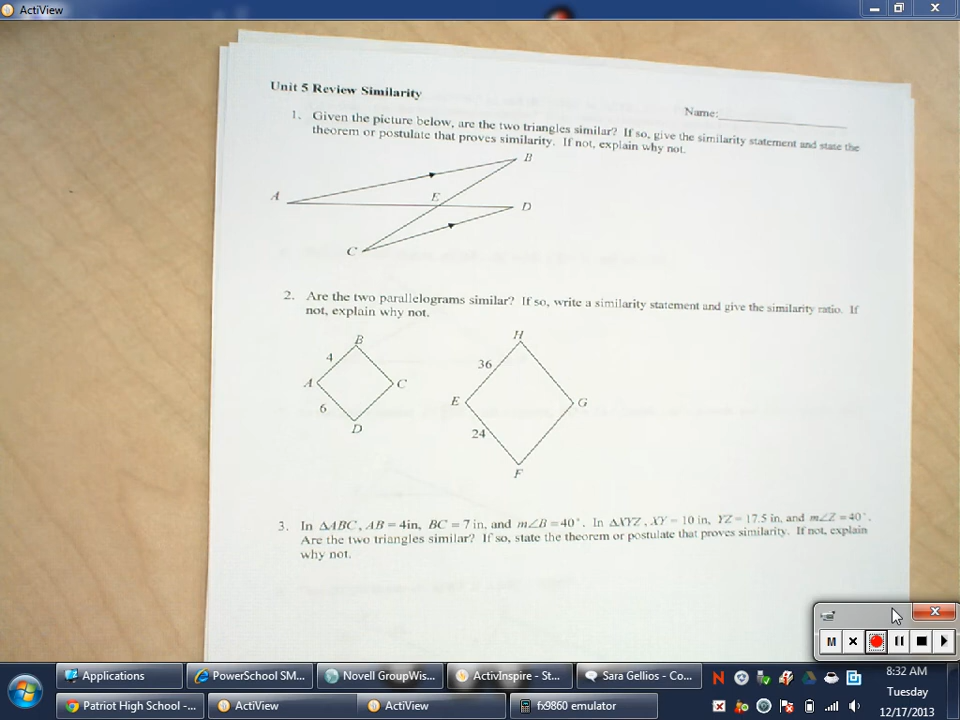 ActiView
Unit 5 Review Similarity
Name:
1. Given the picture below, are the two triangles similar? If so, give the similarity statement and state the
theorem or postulate that proves similarity. If not, explain why not.
B
A
E
D
C
2. Are the two parallelograms similar? If so, write a similarity statement and give the similarity ratio. If
not, explain why not.
B
4
A
C
6
D
H
36
E
G
24
F
3. In ΔABC, AB = 4in, BC = 7 in, and m∠B = 40°. In ΔXYZ, XY = 10 in, YZ = 17.5 in, and m∠Z = 40°.
Are the two triangles similar? If so, state the theorem or postulate that proves similarity. If not, explain
why not.
M
Applications
PowerSchool SM...
Novell GroupWis...
ActivInspire - St...
Sara Gellios - Co...
8:32 AM
Patriot High School -...
ActiView
ActiView
fx9860 emulator
Tuesday
12/17/2013